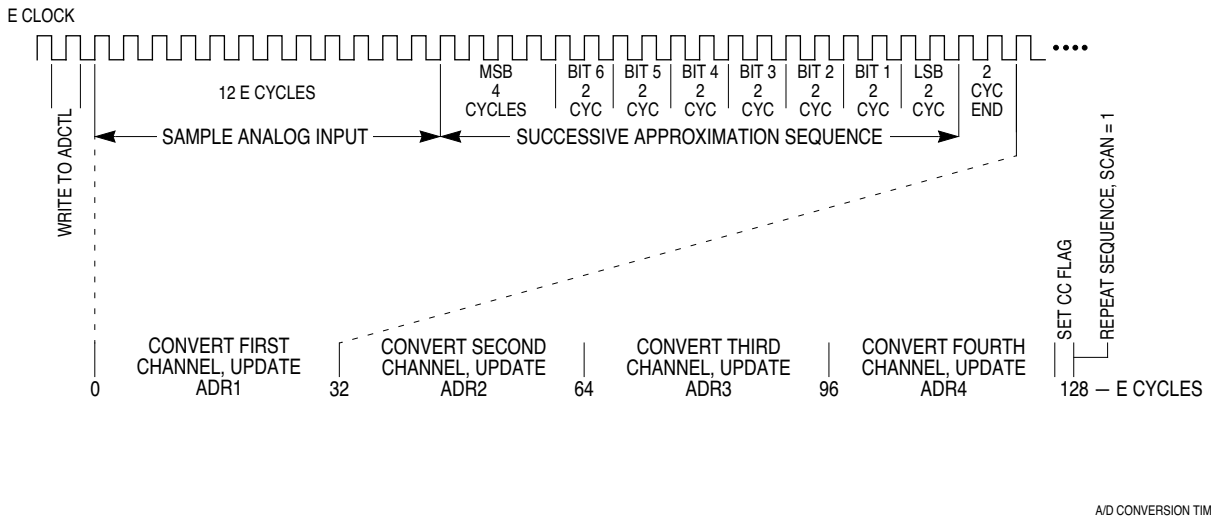 E CLOCK
12 E CYCLES
MSB
4
CYCLES
BIT 6
2
CYC
BIT 5
2
CYC
BIT 4
2
CYC
BIT 3
2
CYC
BIT 2
2
CYC
BIT 1
2
CYC
LSB
2
CYC
2
CYC
END
WRITE TO ADCTL
SAMPLE ANALOG INPUT
SUCCESSIVE APPROXIMATION SEQUENCE
SET CC FLAG
REPEAT SEQUENCE, SCAN = 1
CONVERT FIRST
CHANNEL, UPDATE
ADR1
CONVERT SECOND
CHANNEL, UPDATE
ADR2
CONVERT THIRD
CHANNEL, UPDATE
ADR3
CONVERT FOURTH
CHANNEL, UPDATE
ADR4
0
32
64
96
128 — E CYCLES
A/D CONVERSION TIM